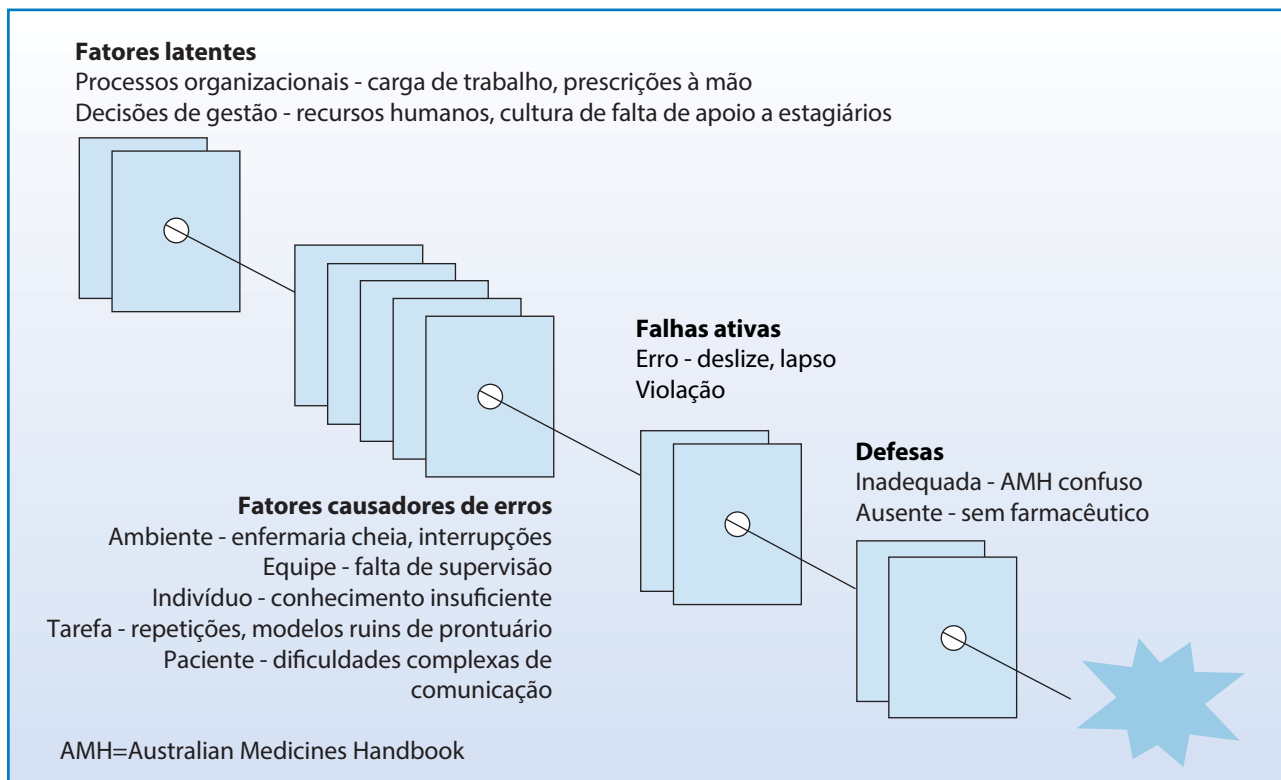 Fatores latentes
Processos organizacionais - carga de trabalho, prescrições à mão
Decisões de gestão - recursos humanos, cultura de falta de apoio a estagiários
Falhas ativas
Erro - deslize, lapso
Violação
Defesas
Inadequada - AMH confuso
Ausente - sem farmacêutico
Fatores causadores de erros
Ambiente - enfermaria cheia, interrupções
Equipe - falta de supervisão
Indivíduo - conhecimento insuficiente
Tarefa - repetições, modelos ruins de prontuário
Paciente - dificuldades complexas de
comunicação
AMH=Australian Medicines Handbook